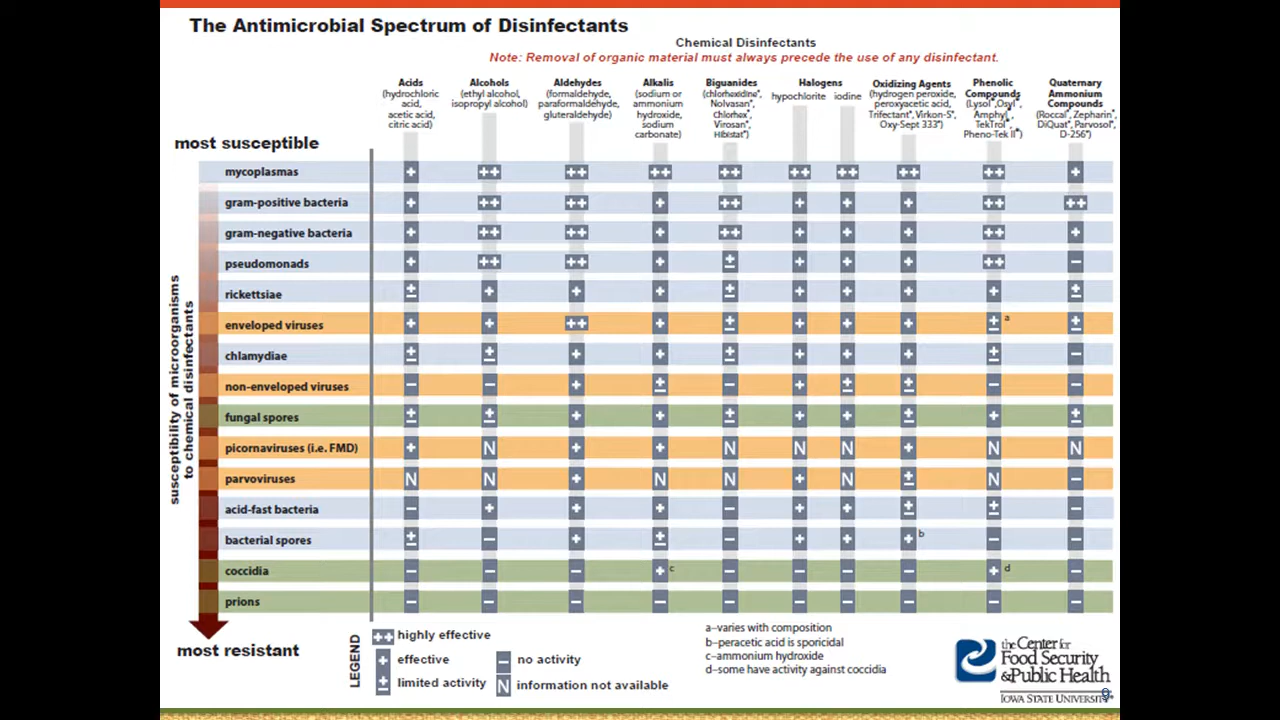 The Antimicrobial Spectrum of Disinfectants
Chemical Disinfectants
Note: Removal of organic material must always precede the use of any disinfectant.
Acids
(hydrochloric
acid,
acetic acid,
citric acid)
Alcohols
(ethyl alcohol,
isopropyl alcohol)
Aldehydes
(formaldehyde,
paraformaldehyde,
gluteraldehyde)
Alkalis
(sodium or
ammonium
hydroxide,
sodium
carbonate)
Biguanides
(chlorhexidine®,
Nolvasan®,
Chlorhex®,
Virosan®,
Hibistat®)
Halogens
hypochlorite iodine
Oxidizing Agents
(hydrogen peroxide,
peroxyacetic acid,
Trifectant®, Virkon-S®,
Oxy-Sept 333®)
Phenolic
Compounds
(Lysol®, Osyl®,
Amphyl®,
TekTrol®,
Pheno-Tek II®)
Quaternary
Ammonium
Compounds
(Roccal®, Zepharin®,
DiQuat®, Parvosol®,
D-256®)
most susceptible
susceptibility of microorganisms
to chemical disinfectants
mycoplasmas + ++ ++ ++ ++ ++ ++ ++ ++ +
gram-positive bacteria + ++ ++ + ++ + + + ++ ++
gram-negative bacteria + ++ ++ + ++ + + + ++ +
pseudomonads + ++ ++ + ± + + + ++ −
rickettsiae ± + + + ± + + + + ±
enveloped viruses + + ++ + ± + + + ± a ±
chlamydiae ± ± + + ± + + + ± −
non-enveloped viruses − − + ± − + ± ± − −
fungal spores ± ± + + ± + + ± + ±
picornaviruses (i.e. FMD) + N + + N N N + N N
parvoviruses N N + N N + N ± N −
acid-fast bacteria − + + + − + + ± ± −
bacterial spores ± − + ± − + + + b − −
coccidia − − − + c − − − − + d −
prions − − − − − − − − − −
most resistant
LEGEND
++ highly effective
+ effective
± limited activity
− no activity
N information not available
a–varies with composition
b–peracetic acid is sporicidal
c–ammonium hydroxide
d–some have activity against coccidia
the Center for
Food Security
& Public Health
IOWA STATE UNIVERSITY®
9